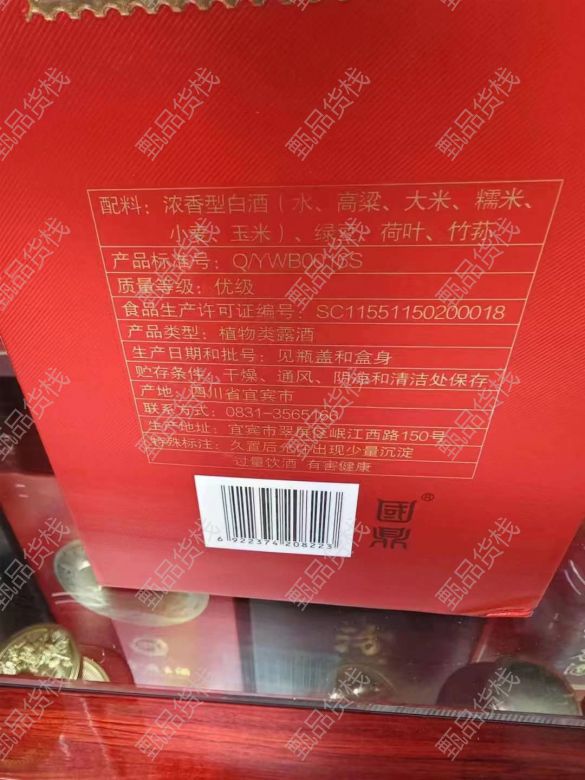 配料：浓香型白酒（水、高粱、大米、糯米、
小麦、玉米）、绿茶、荷叶、竹荪
产品标准号：Q/YWB0016S
质量等级：优级
食品生产许可证编号：SC11551150200018
产品类型：植物类露酒
生产日期和批号：见瓶盖和盒身
贮存条件：干燥、通风、阴凉和清洁处保存
产地：四川省宜宾市
联系方式：0831-3565166
生产地址：宜宾市翠屏区岷江西路150号
特殊标注：久置后允许出现少量沉淀
过量饮酒 有害健康
6922374208223
國鼎®
甄品货栈